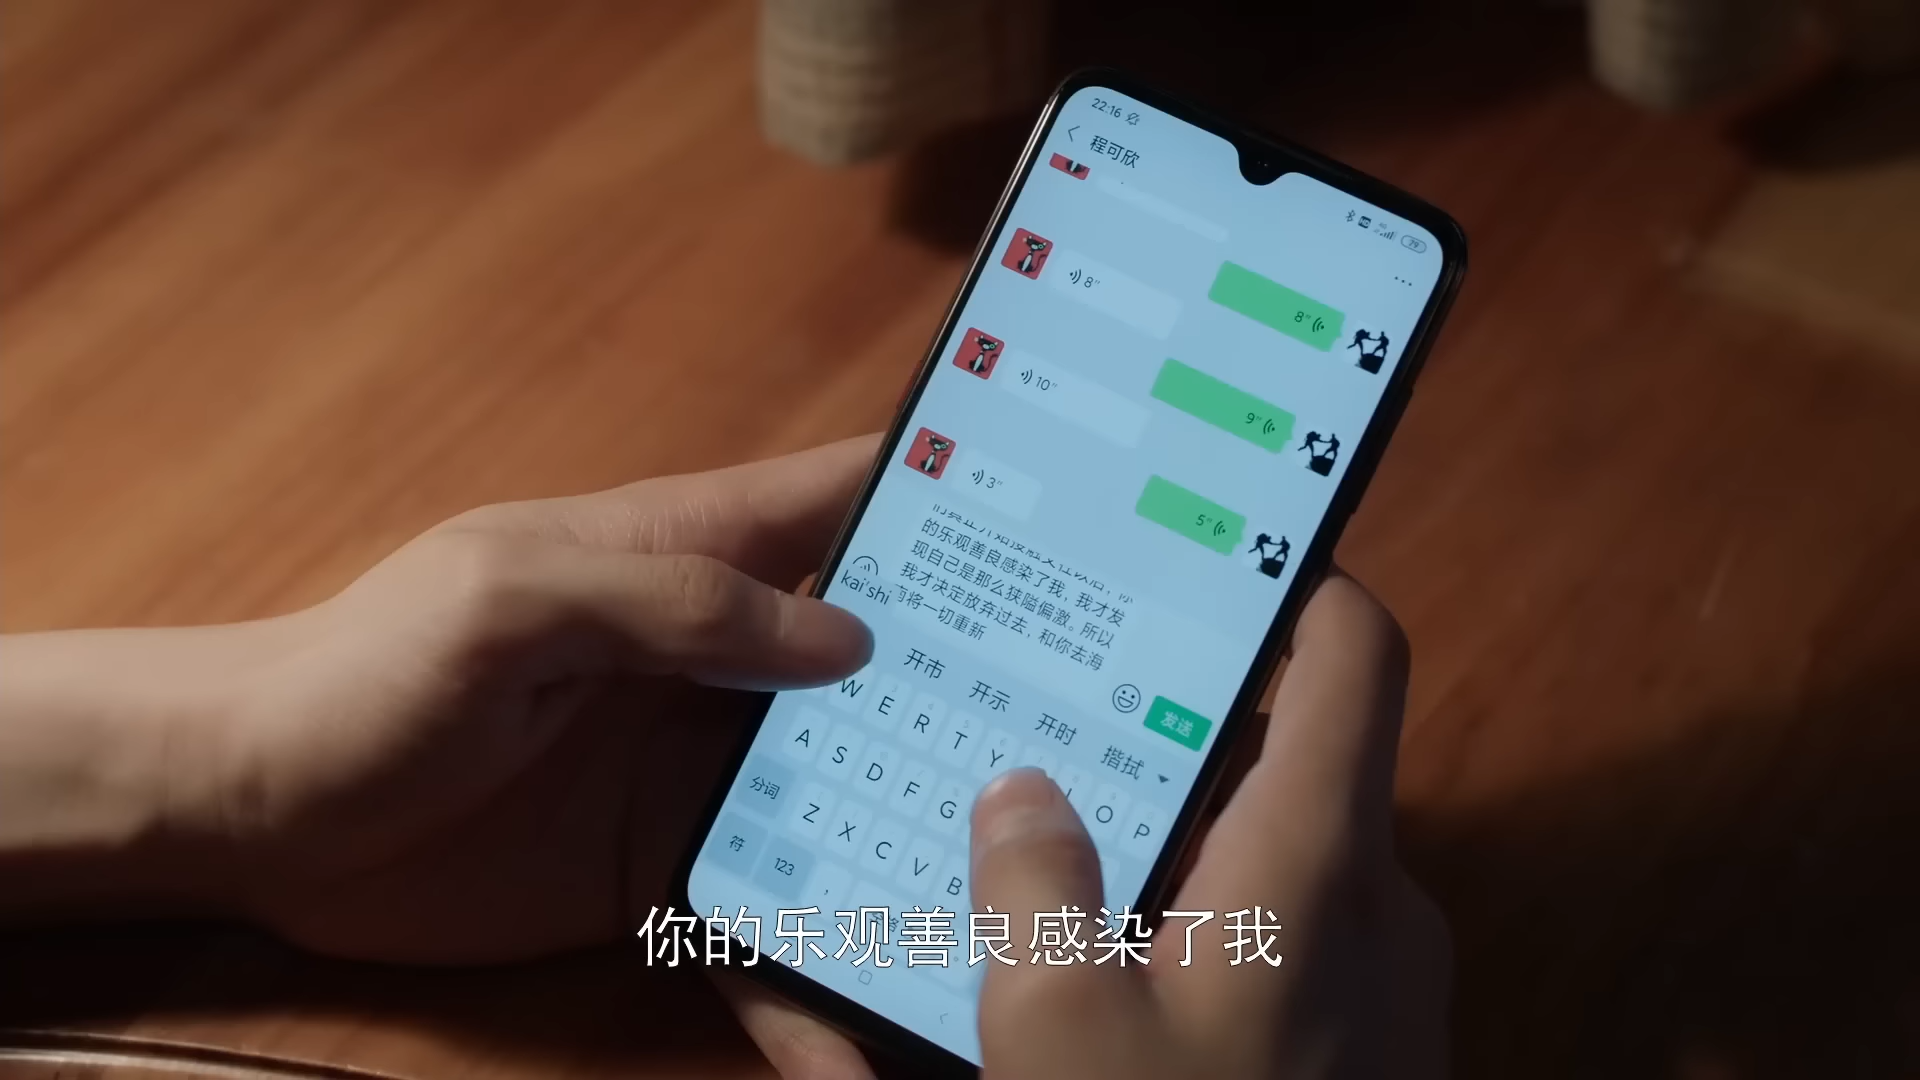 22:16
29
程可欣
8"
8"
10"
9"
3"
5"
的乐观善良感染了我，我才发
现自己是那么狭隘偏激。所以
我才决定放弃过去，和你去海
将一切重新
kai'shi
开市
开示
开时
揩拭
发送
W E R T Y O P
A S D F G
分词 Z X C V B
符 123 ，
你的乐观善良感染了我